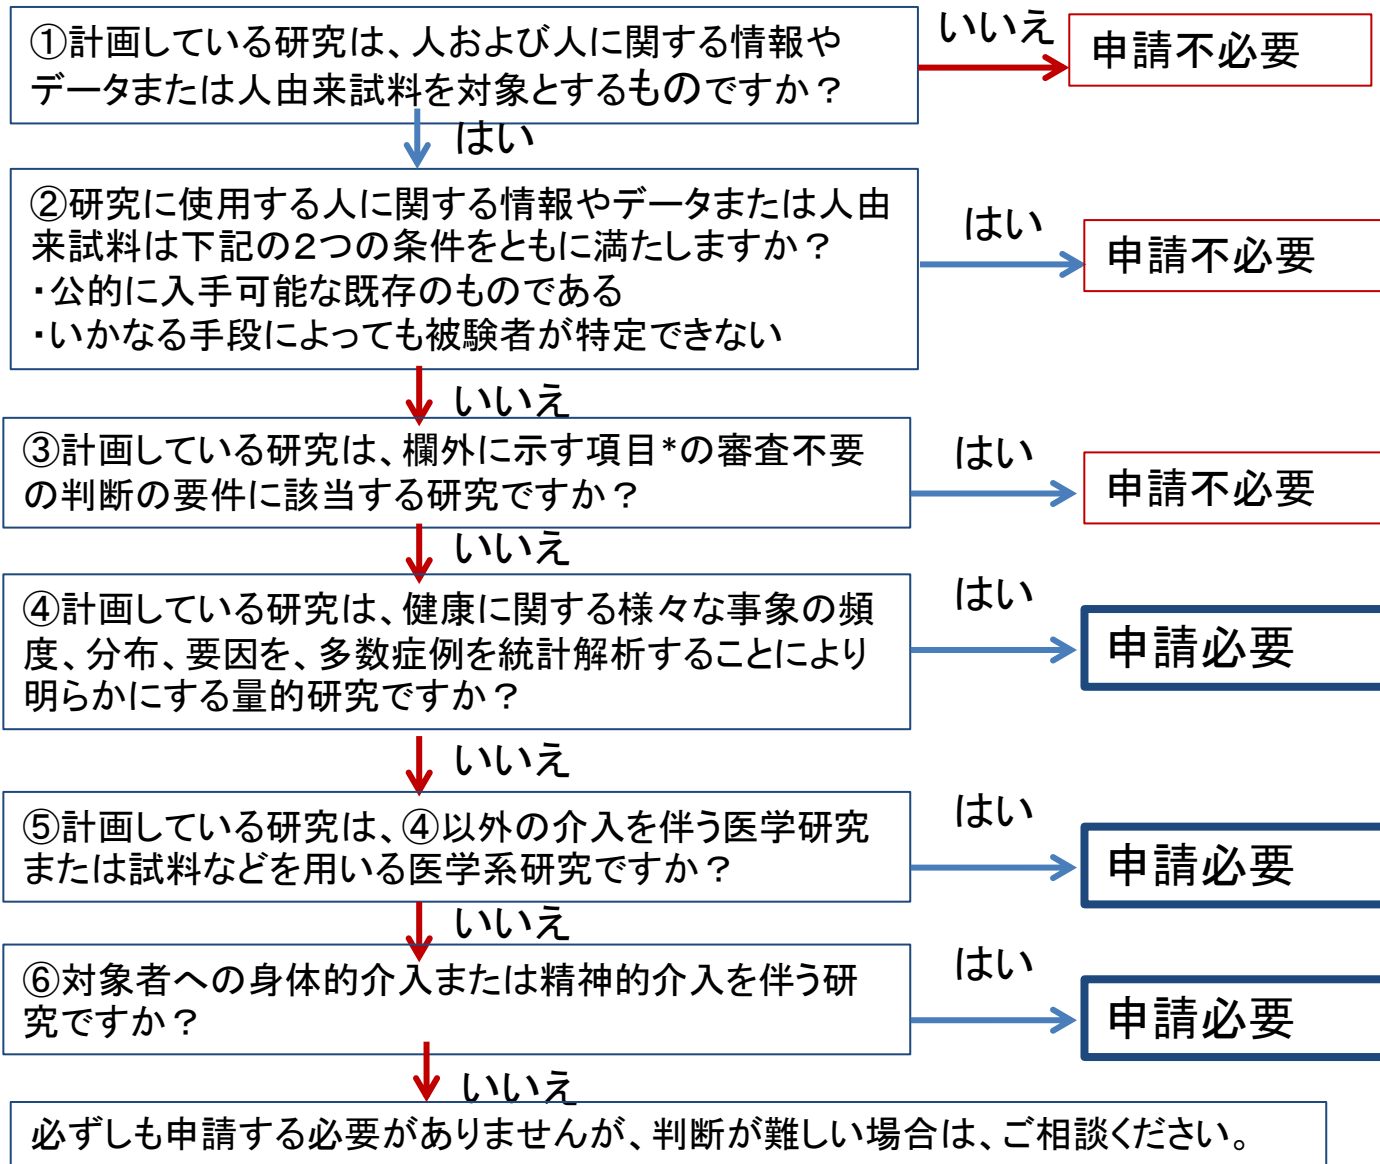 ①計画している研究は、人および人に関する情報や
データまたは人由来試料を対象とするものですか？
いいえ
申請不必要
はい
②研究に使用する人に関する情報やデータまたは人由
来試料は下記の２つの条件をともに満たしますか？
・公的に入手可能な既存のものである
・いかなる手段によっても被験者が特定できない
はい
申請不必要
いいえ
③計画している研究は、欄外に示す項目*の審査不要
の判断の要件に該当する研究ですか？
はい
申請不必要
いいえ
④計画している研究は、健康に関する様々な事象の頻
度、分布、要因を、多数症例を統計解析することにより
明らかにする量的研究ですか？
はい
申請必要
いいえ
⑤計画している研究は、④以外の介入を伴う医学研究
または試料などを用いる医学系研究ですか？
はい
申請必要
いいえ
⑥対象者への身体的介入または精神的介入を伴う研
究ですか？
はい
申請必要
いいえ
必ずしも申請する必要がありませんが、判断が難しい場合は、ご相談ください。